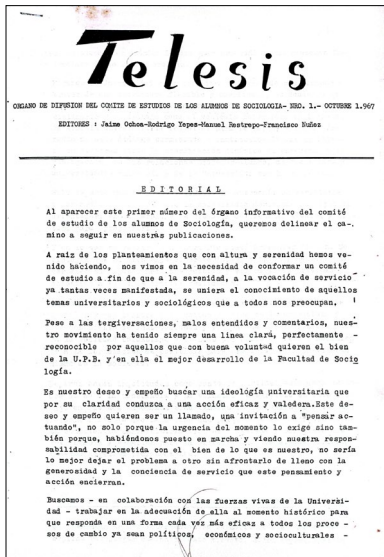 Telesis
ORGANO DE DIFUSION DEL COMITE DE ESTUDIOS DE LOS ALUMNOS DE SOCIOLOGIA- NRO. 1.- OCTUBRE 1.967
EDITORES : Jaime Ochoa-Rodrigo Yepes-Manuel Restrepo-Francisco Nuñez
EDITORIAL
Al aparecer este primer número del órgano informativo del comité
de estudio de los alumnos de Sociología, queremos delinear el ca-
mino a seguir en nuestras publicaciones.
A raiz de los planteamientos que con altura y serenidad hemos ve-
nido haciendo, nos vimos en la necesidad de conformar un comité
de estudio a fin de que a la serenidad, a la vocación de servicio
ya tantas veces manifestada, se uniera el conocimiento de aquellos
temas universitarios y sociológicos que a todos nos preocupan.
Pese a las tergiversaciones, malos entendidos y comentarios, nues-
tro movimiento ha tenido siempre una linea clara, perfectamente -
reconocible por aquellos que con buena voluntad quieren el bien
de la U.P.B. y en ella el mejor desarrollo de la Facultad de Socio
logía.
Es nuestro deseo y empeño buscar una ideología universitaria que
por su claridad conduzca a una acción eficaz y valedera.Este de-
seo y empeño quieren ser un llamado, una invitación a "pensar ac-
tuando", no solo porque la urgencia del momento lo exige sino tam-
bién porque, habiéndonos puesto en marcha y viendo nuestra respon-
sabilidad comprometida con el bien de lo que es nuestro, no sería
lo mejor dejar el problema a otro sin afrontarlo de lleno con la
generosidad y la conciencia de servicio que este pensamiento y
acción encierran.
Buscamos - en colaboración con las fuerzas vivas de la Universi-
dad - trabajar en la adecuación de ella al momento histórico para
que responda en una forma cada vez más eficaz a todos los proce -
sos de cambio ya sean políticos, económicos y socioculturales -